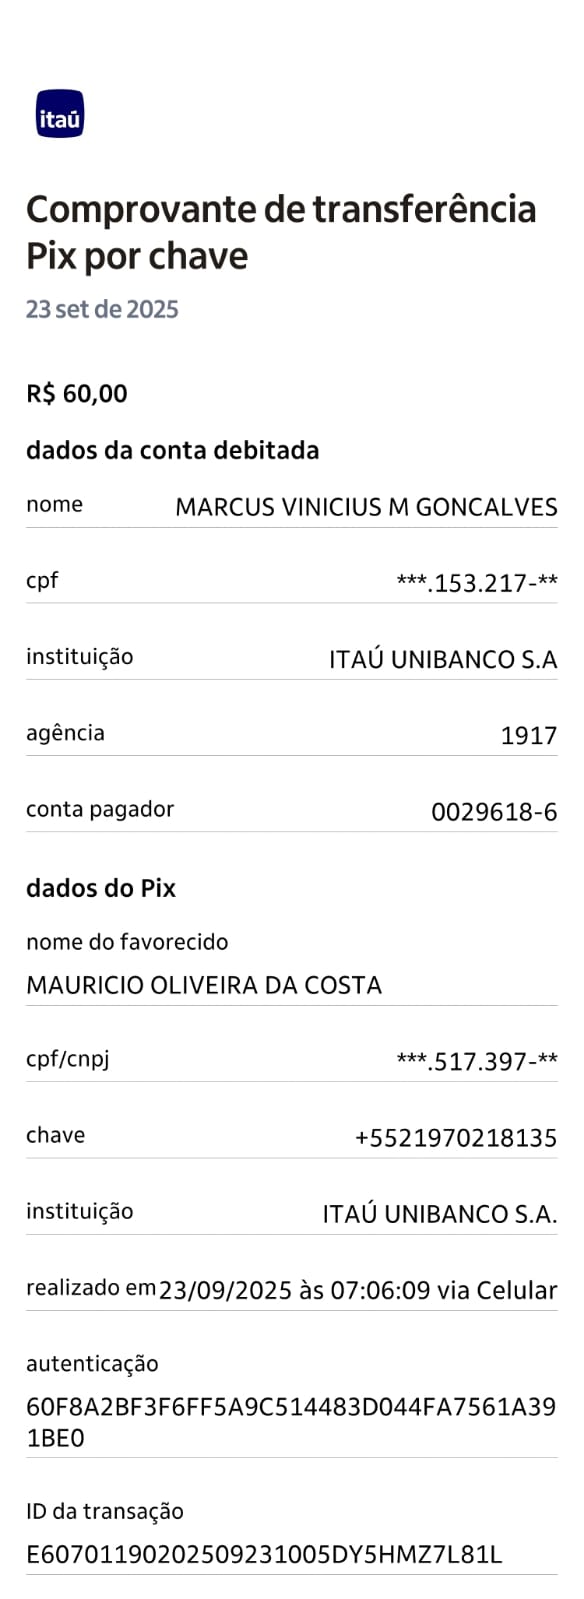 itaú
Comprovante de transferência
Pix por chave
23 set de 2025
R$ 60,00
dados da conta debitada
nome MARCUS VINICIUS M GONCALVES
cpf ***.153.217-**
instituição ITAÚ UNIBANCO S.A
agência 1917
conta pagador 0029618-6
dados do Pix
nome do favorecido
MAURICIO OLIVEIRA DA COSTA
cpf/cnpj ***.517.397-**
chave +5521970218135
instituição ITAÚ UNIBANCO S.A.
realizado em 23/09/2025 às 07:06:09 via Celular
autenticação
60F8A2BF3F6FF5A9C514483D044FA7561A39
1BE0
ID da transação
E60701190202509231005DY5HMZ7L81L